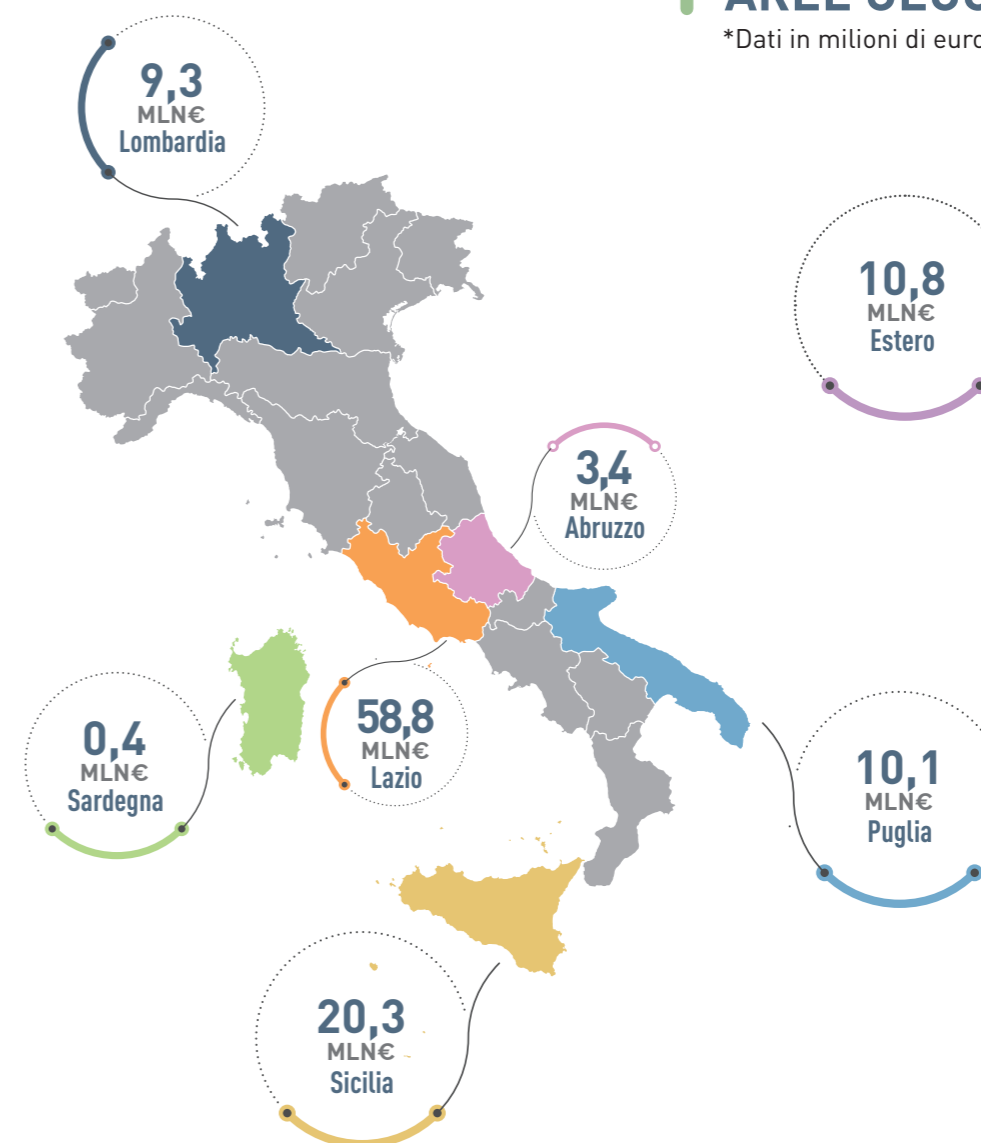 *Dati in milioni di euro
9,3
MLN€
Lombardia
10,8
MLN€
Estero
3,4
MLN€
Abruzzo
58,8
MLN€
Lazio
0,4
MLN€
Sardegna
10,1
MLN€
Puglia
20,3
MLN€
Sicilia